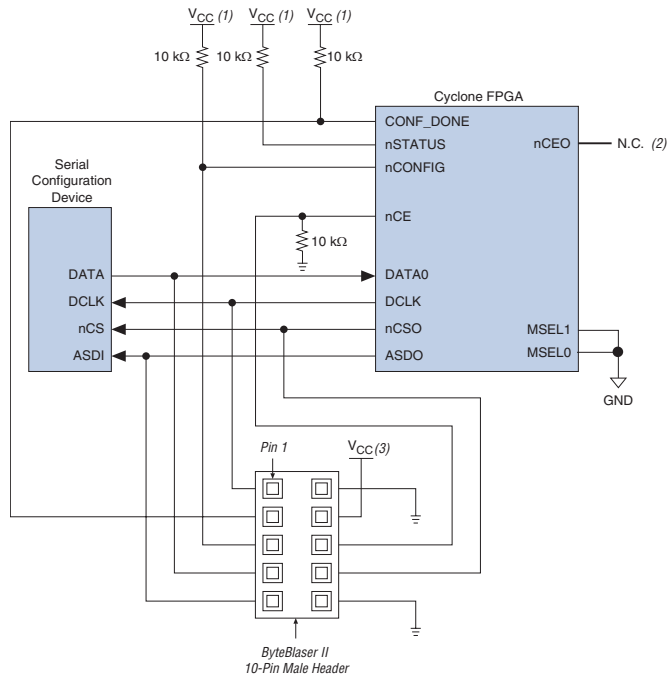 VCC (1) VCC (1) VCC (1)
10 kΩ 10 kΩ 10 kΩ
Cyclone FPGA
CONF_DONE
nSTATUS
nCONFIG
nCEO
N.C. (2)
nCE
10 kΩ
DATA0
DCLK
nCSO
ASDO
MSEL1
MSEL0
GND
Serial
Configuration
Device
DATA
DCLK
nCS
ASDI
Pin 1
VCC (3)
ByteBlaser II
10-Pin Male Header